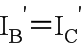 I_B' = I_C'